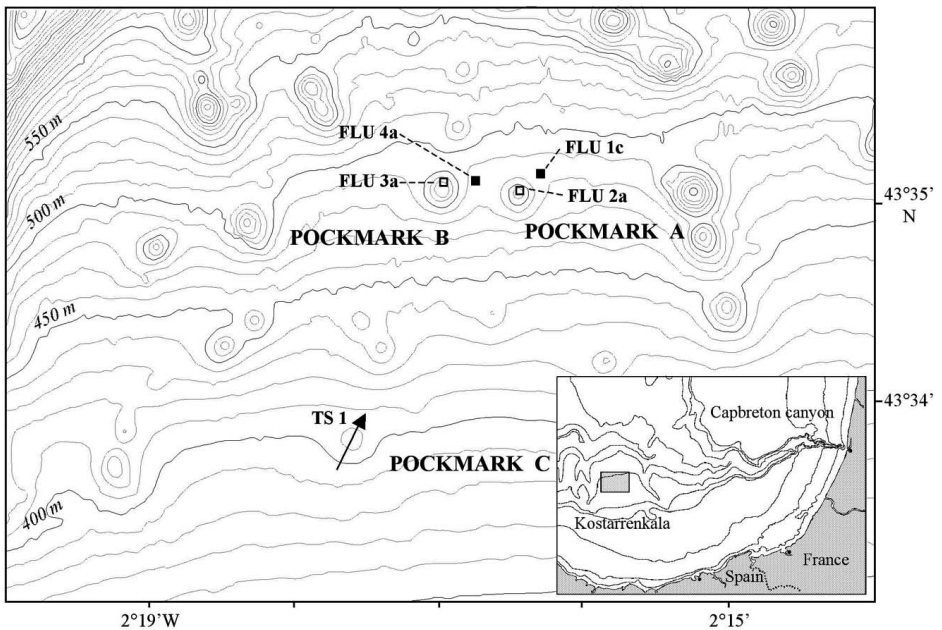 550 m
FLU 4a
FLU 1c
FLU 3a
FLU 2a
500 m
43°35'
N
POCKMARK B
POCKMARK A
450 m
43°34'
TS 1
Capbreton canyon
POCKMARK C
400 m
Kostarrenkala
France
Spain
2°19'W
2°15'